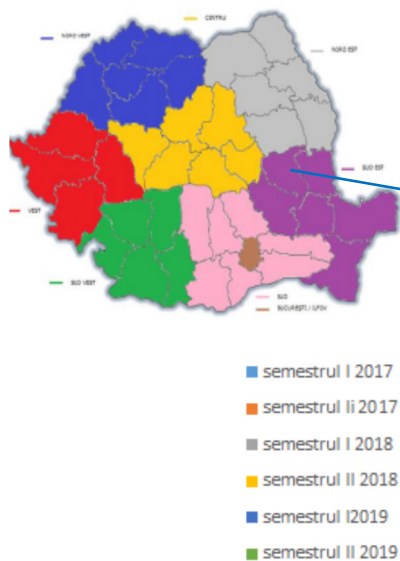 CENTRU
NORD VEST
NORD EST
SUD EST
VEST
SUD VEST
SUD
BUCUREȘTI / ILFOV
semestrul I 2017
semestrul Ii 2017
semestrul I 2018
semestrul II 2018
semestrul I2019
semestrul II 2019